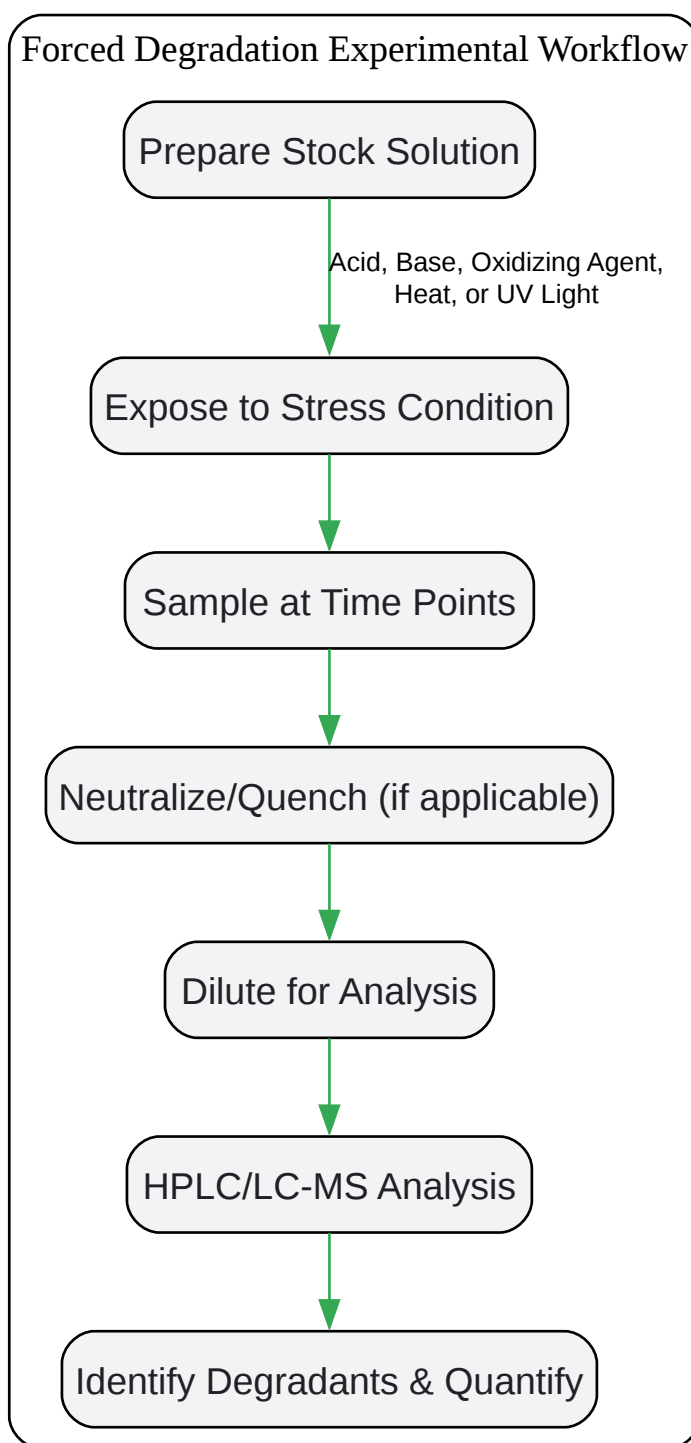 Forced Degradation Experimental Workflow
Prepare Stock Solution
Acid, Base, Oxidizing Agent,
Heat, or UV Light
Expose to Stress Condition
Sample at Time Points
Neutralize/Quench (if applicable)
Dilute for Analysis
HPLC/LC-MS Analysis
Identify Degradants & Quantify